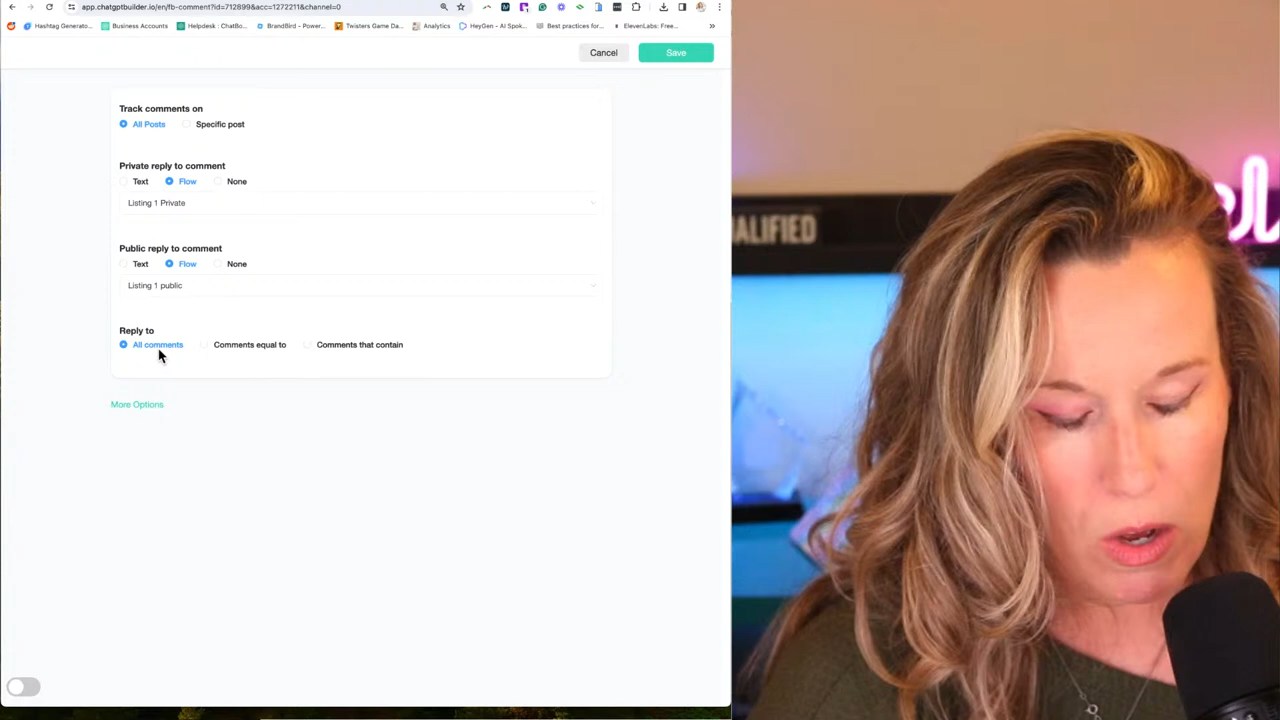 app.chatgptbuilder.io/en/fb-comment?id=712899&acc=1272211&channel=0
Hashtag Generato... Business Accounts Helpdesk : ChatBo... BrandBird – Power... Twisters Game Da... Analytics HeyGen - AI Spok... Best practices for... ElevenLabs: Free... »
Cancel Save
Track comments on
All Posts Specific post
Private reply to comment
Text Flow None
Listing 1 Private
Public reply to comment
Text Flow None
Listing 1 public
Reply to
All comments Comments equal to Comments that contain
More Options
ALIFIED